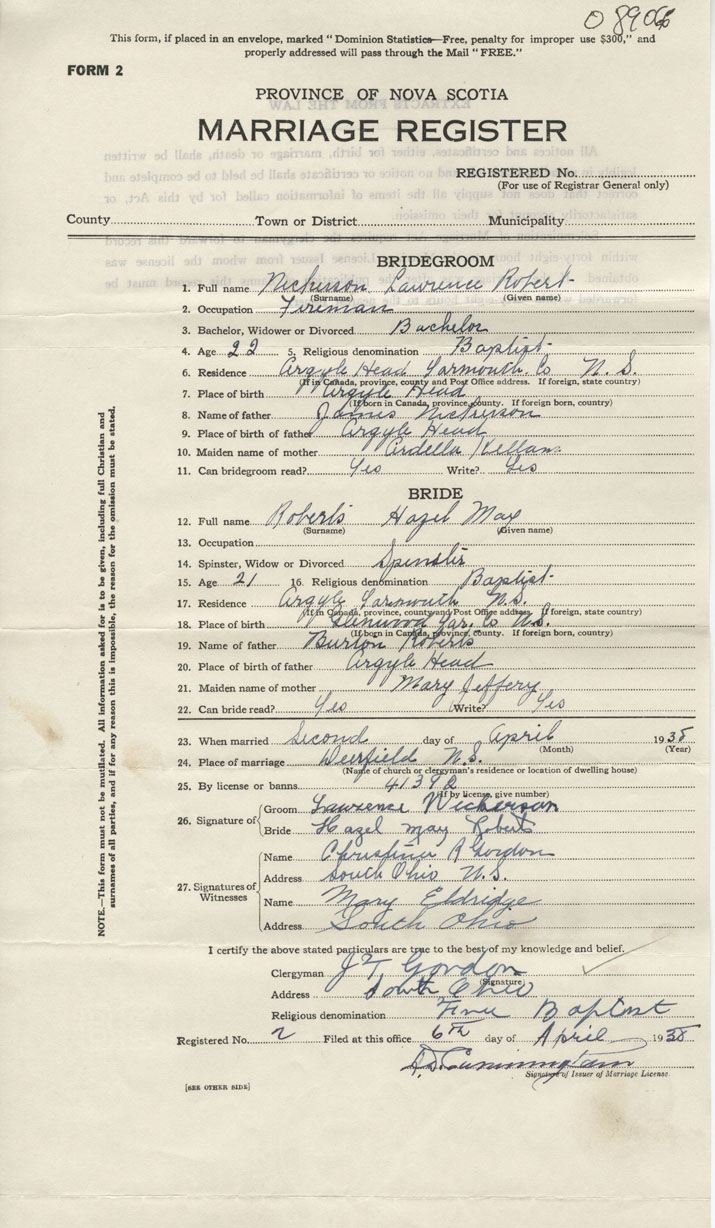 O 8906
This form, if placed in an envelope, marked "Dominion Statistics—Free, penalty for improper use $300," and
properly addressed will pass through the Mail "FREE."
FORM 2
PROVINCE OF NOVA SCOTIA
MARRIAGE REGISTER
REGISTERED No.
(For use of Registrar General only)
County Town or District Municipality
BRIDEGROOM
1. Full name Nickerson Lawrence Robert
(Surname) (Given name)
2. Occupation Fireman
3. Bachelor, Widower or Divorced Bachelor
4. Age 22 5. Religious denomination Baptist
6. Residence Argyle Head Yarmouth Co N. S.
(If in Canada, province, county and Post Office address. If foreign, state country)
7. Place of birth Argyle Head
(If born in Canada, province, county. If foreign born, country)
8. Name of father James Nickerson
9. Place of birth of father Argyle Head
10. Maiden name of mother Ardella
11. Can bridegroom read? Yes Write? Yes
BRIDE
12. Full name Roberts Hazel May
(Surname) (Given name)
13. Occupation
14. Spinster, Widow or Divorced Spinster
15. Age 21 16. Religious denomination Baptist
17. Residence Argyle Yarmouth N.S.
(If in Canada, province, county and Post Office address. If foreign, state country)
18. Place of birth Glenwood Yar. Co N.S.
(If born in Canada, province, county. If foreign born, country)
19. Name of father Burton Roberts
20. Place of birth of father Argyle Head
21. Maiden name of mother Mary Jeffery
22. Can bride read? Yes Write? Yes
23. When married Second day of April 1938
(Month) (Year)
24. Place of marriage Deerfield N.S.
(Name of church or clergyman's residence or location of dwelling house)
25. By license or banns 41392
(If by license, give number)
26. Signature of Groom Lawrence Nickerson
Bride Hazel May Roberts
27. Signatures of Witnesses
Name Christina R Gordon
Address South Ohio N.S.
Name Mary Eldridge
Address South Ohio
I certify the above stated particulars are true to the best of my knowledge and belief.
Clergyman J T Gordon
(Signature)
Address South Ohio
Religious denomination Free Baptist
Registered No. 2 Filed at this office 6th day of April 1938
Signature of Issuer of Marriage License.
[SEE OTHER SIDE]
NOTE.—This form must not be mutilated. All information asked for is to be given, including full Christian and
surnames of all parties, and if for any reason this is impossible, the reason for the omission must be stated.